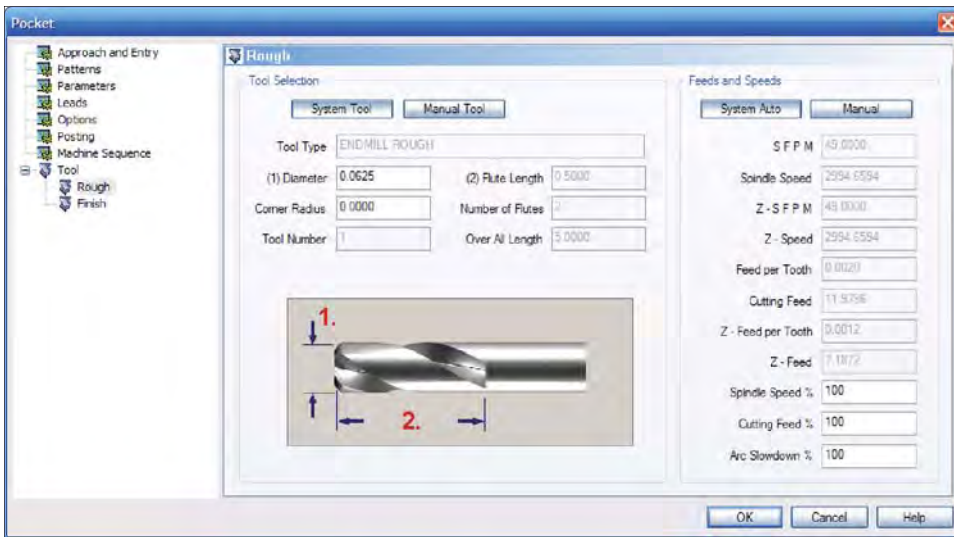 Pocket
Approach and Entry
Patterns
Parameters
Leads
Options
Posting
Machine Sequence
Tool
Rough
Finish
Rough
Tool Selection
System Tool Manual Tool
Tool Type ENDMILL ROUGH
(1) Diameter 0.0625 (2) Flute Length 0.5000
Corner Radius 0.0000 Number of Flutes 2
Tool Number 1 Over All Length 5.0000
1.
2.
Feeds and Speeds
System Auto Manual
S F P M 49.0000
Spindle Speed 2994.6594
Z - S F P M 49.0000
Z - Speed 2994.6594
Feed per Tooth 0.0020
Cutting Feed 11.9786
Z - Feed per Tooth 0.0012
Z - Feed 7.1872
Spindle Speed % 100
Cutting Feed % 100
Arc Slowdown % 100
OK Cancel Help